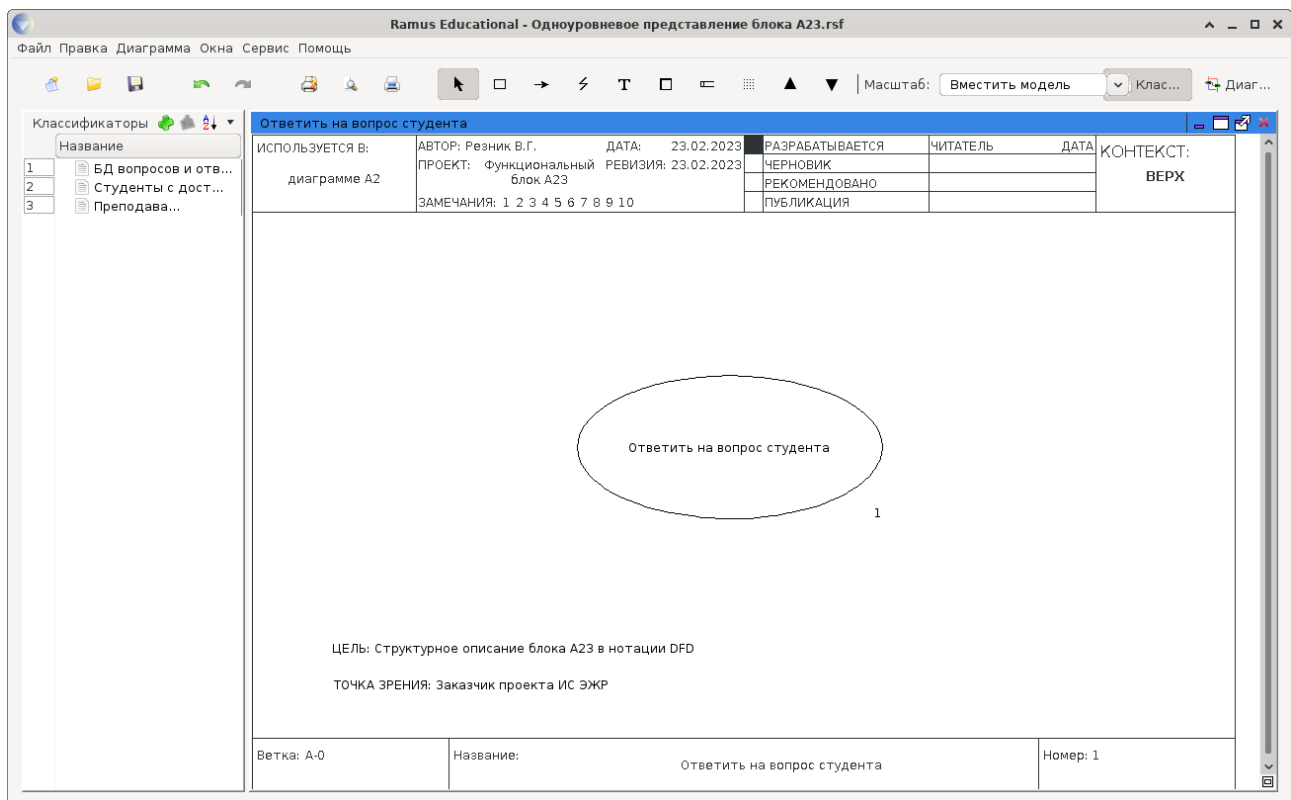 Ramus Educational - Одноуровневое представление блока A23.rsf
Файл Правка Диаграмма Окна Сервис Помощь
T Масштаб: Вместить модель Клас... Диаг...
Классификаторы
Название
1 БД вопросов и отв...
2 Студенты с дост...
3 Преподава...
Ответить на вопрос студента
ИСПОЛЬЗУЕТСЯ В:
диаграмме A2
АВТОР: Резник В.Г. ДАТА: 23.02.2023
ПРОЕКТ: Функциональный РЕВИЗИЯ: 23.02.2023
блок A23
ЗАМЕЧАНИЯ: 1 2 3 4 5 6 7 8 9 10
РАЗРАБАТЫВАЕТСЯ
ЧЕРНОВИК
РЕКОМЕНДОВАНО
ПУБЛИКАЦИЯ
ЧИТАТЕЛЬ ДАТА
КОНТЕКСТ:
ВЕРХ
Ответить на вопрос студента
1
ЦЕЛЬ: Структурное описание блока A23 в нотации DFD
ТОЧКА ЗРЕНИЯ: Заказчик проекта ИС ЭЖР
Ветка: A-0
Название:
Ответить на вопрос студента
Номер: 1